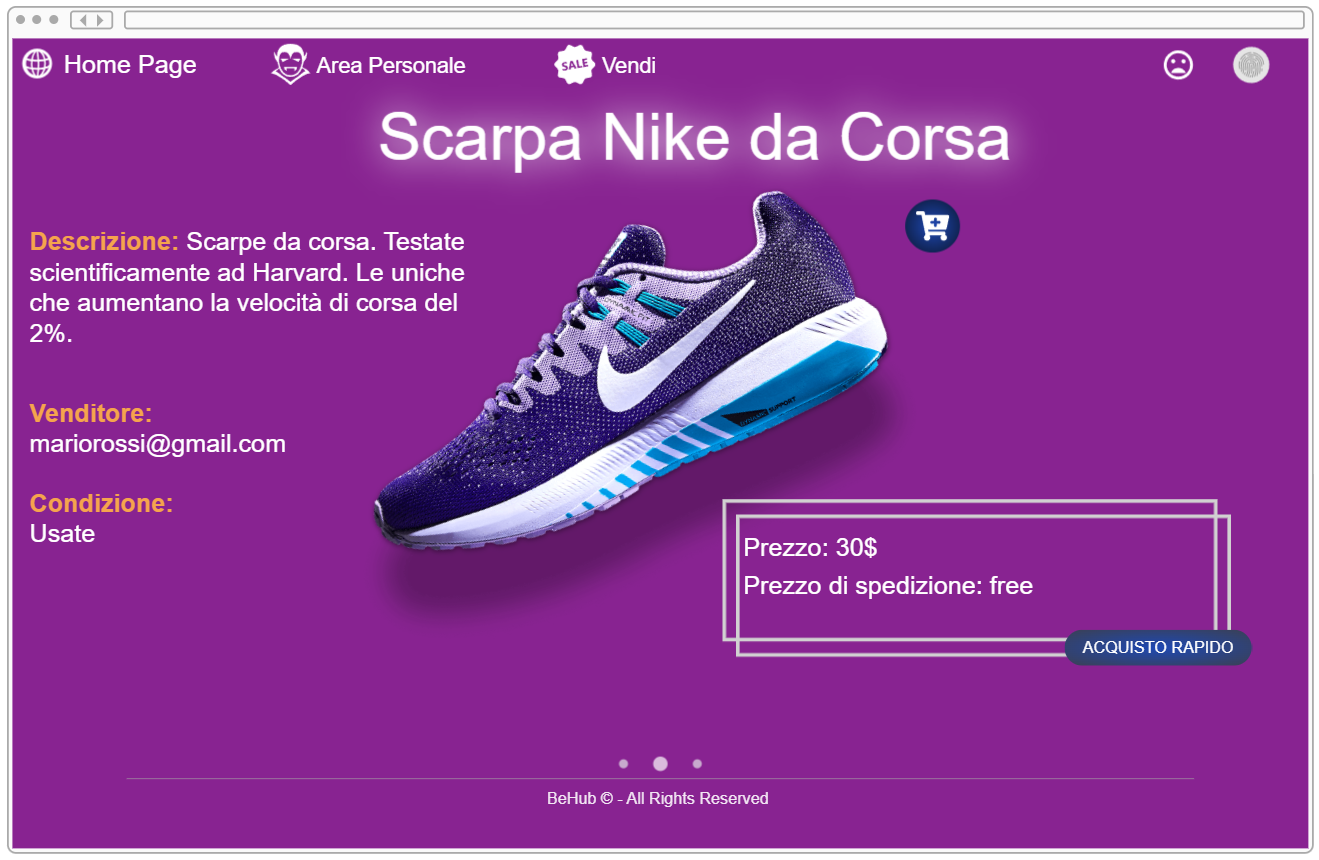 Home Page
Area Personale
SALE
Vendi
Scarpa Nike da Corsa
Descrizione: Scarpe da corsa. Testate
scientificamente ad Harvard. Le uniche
che aumentano la velocità di corsa del
2%.
Venditore:
mariorossi@gmail.com
Condizione:
Usate
SUPPORT
Prezzo: 30$
Prezzo di spedizione: free
ACQUISTO RAPIDO
BeHub © - All Rights Reserved